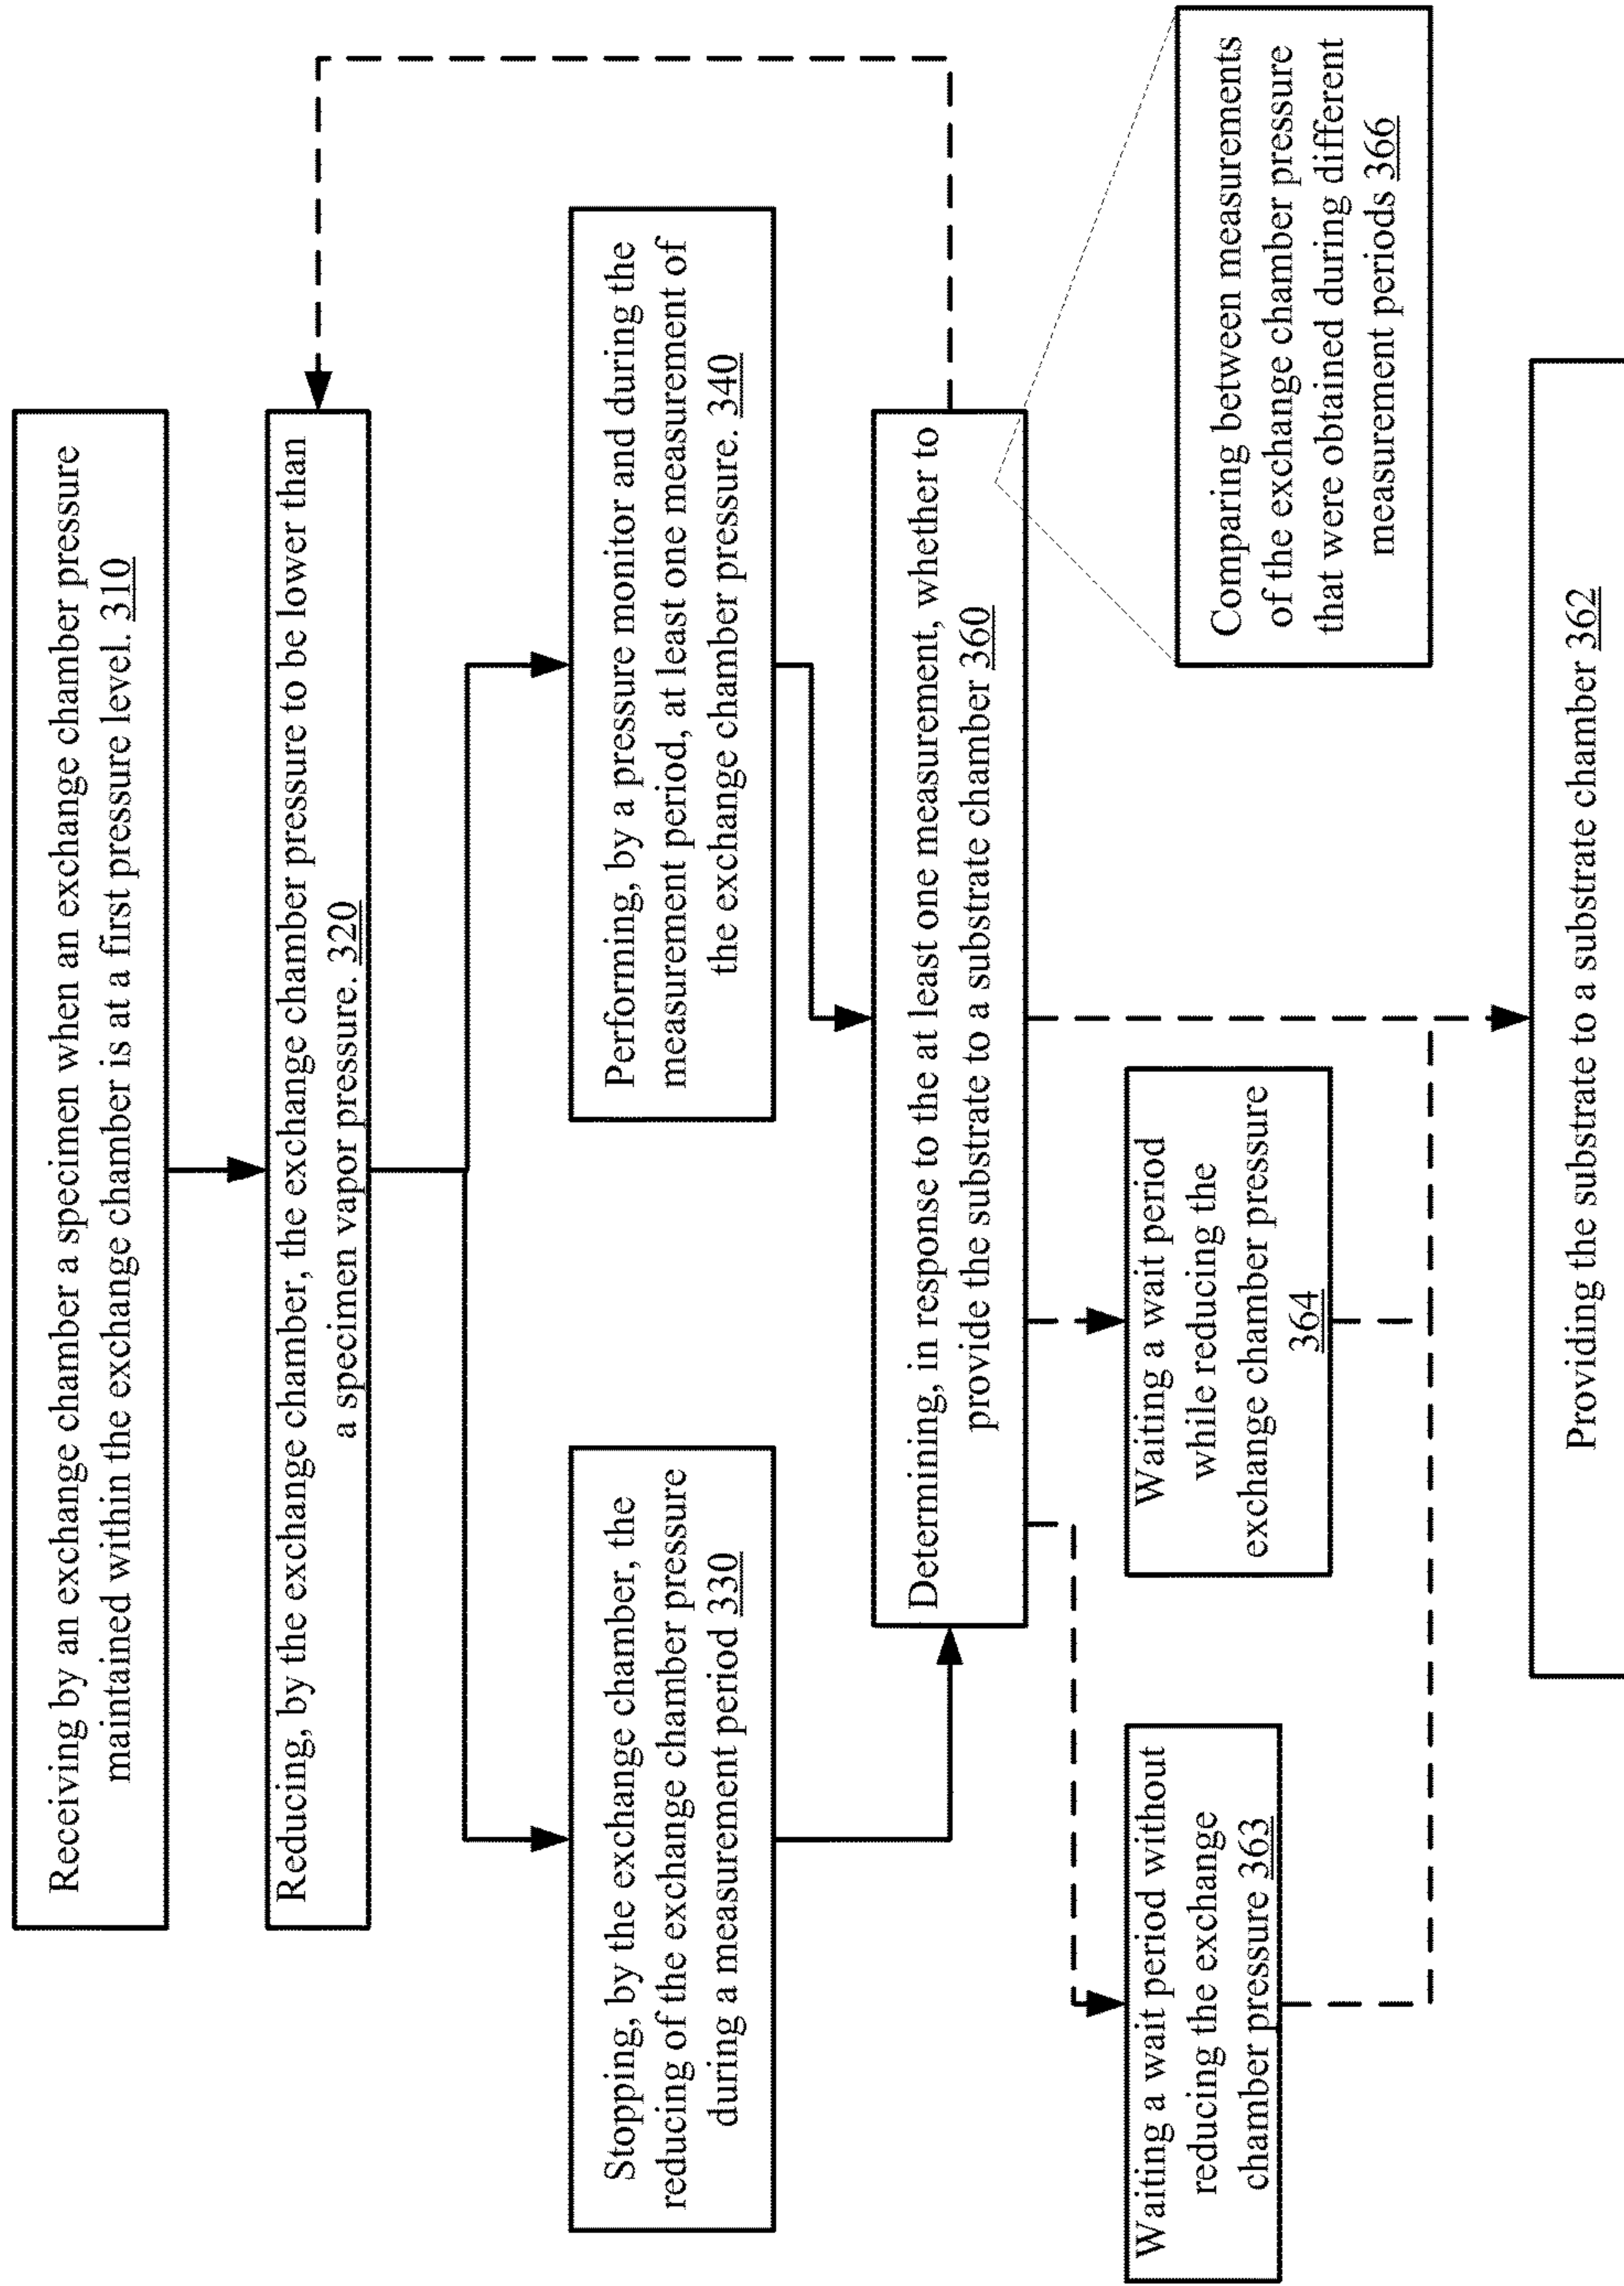 Receiving by an exchange chamber a specimen when an exchange chamber pressure
maintained within the exchange chamber is at a first pressure level. 310
Reducing, by the exchange chamber, the exchange chamber pressure to be lower than
a specimen vapor pressure. 320
Stopping, by the exchange chamber, the
reducing of the exchange chamber pressure
during a measurement period 330
Performing, by a pressure monitor and during the
measurement period, at least one measurement of
the exchange chamber pressure. 340
Determining, in response to the at least one measurement, whether to
provide the substrate to a substrate chamber 360
Waiting a wait period without
reducing the exchange
chamber pressure 363
Waiting a wait period
while reducing the
exchange chamber pressure
364
Comparing between measurements
of the exchange chamber pressure
that were obtained during different
measurement periods 366
Providing the substrate to a substrate chamber 362